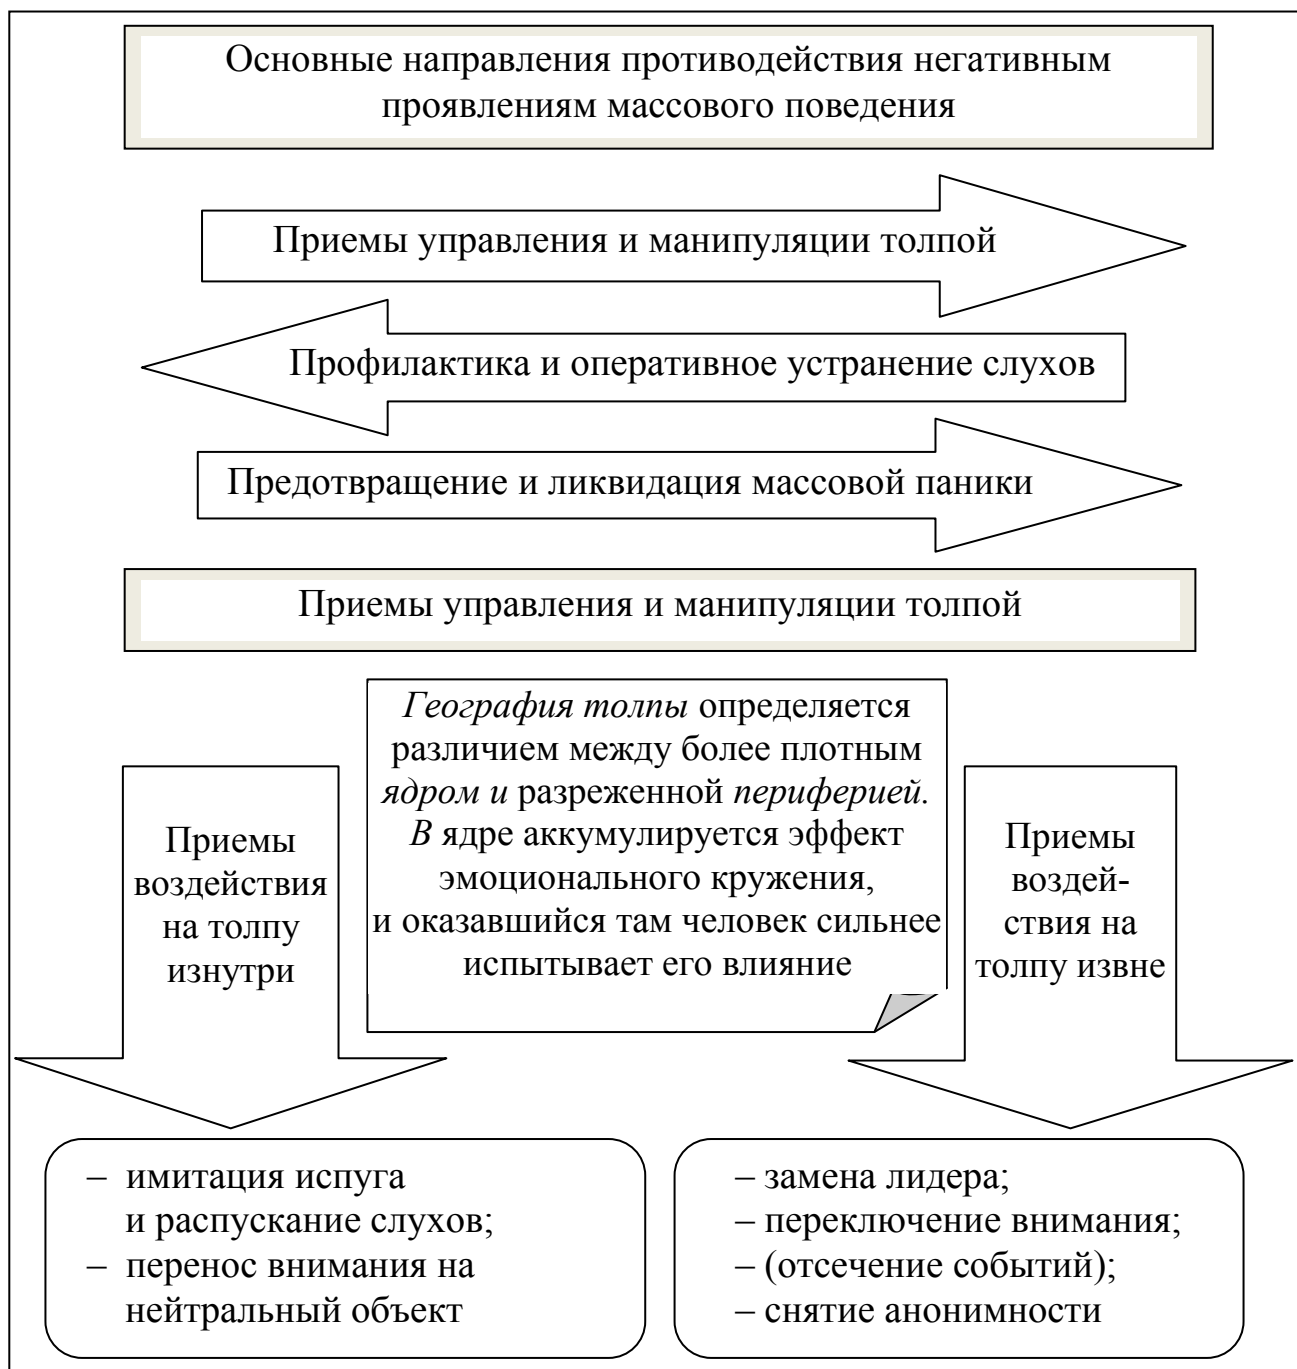 Основные направления противодействия негативным
проявлениям массового поведения
Приемы управления и манипуляции толпой
Профилактика и оперативное устранение слухов
Предотвращение и ликвидация массовой паники
Приемы управления и манипуляции толпой
География толпы определяется
различием между более плотным
ядром и разреженной периферией.
В ядре аккумулируется эффект
эмоционального кружения,
и оказавшийся там человек сильнее
испытывает его влияние
Приемы
воздействия
на толпу
изнутри
Приемы
воздей-
ствия на
толпу извне
– имитация испуга
и распускание слухов;
– перенос внимания на
нейтральный объект
– замена лидера;
– переключение внимания;
– (отсечение событий);
– снятие анонимности